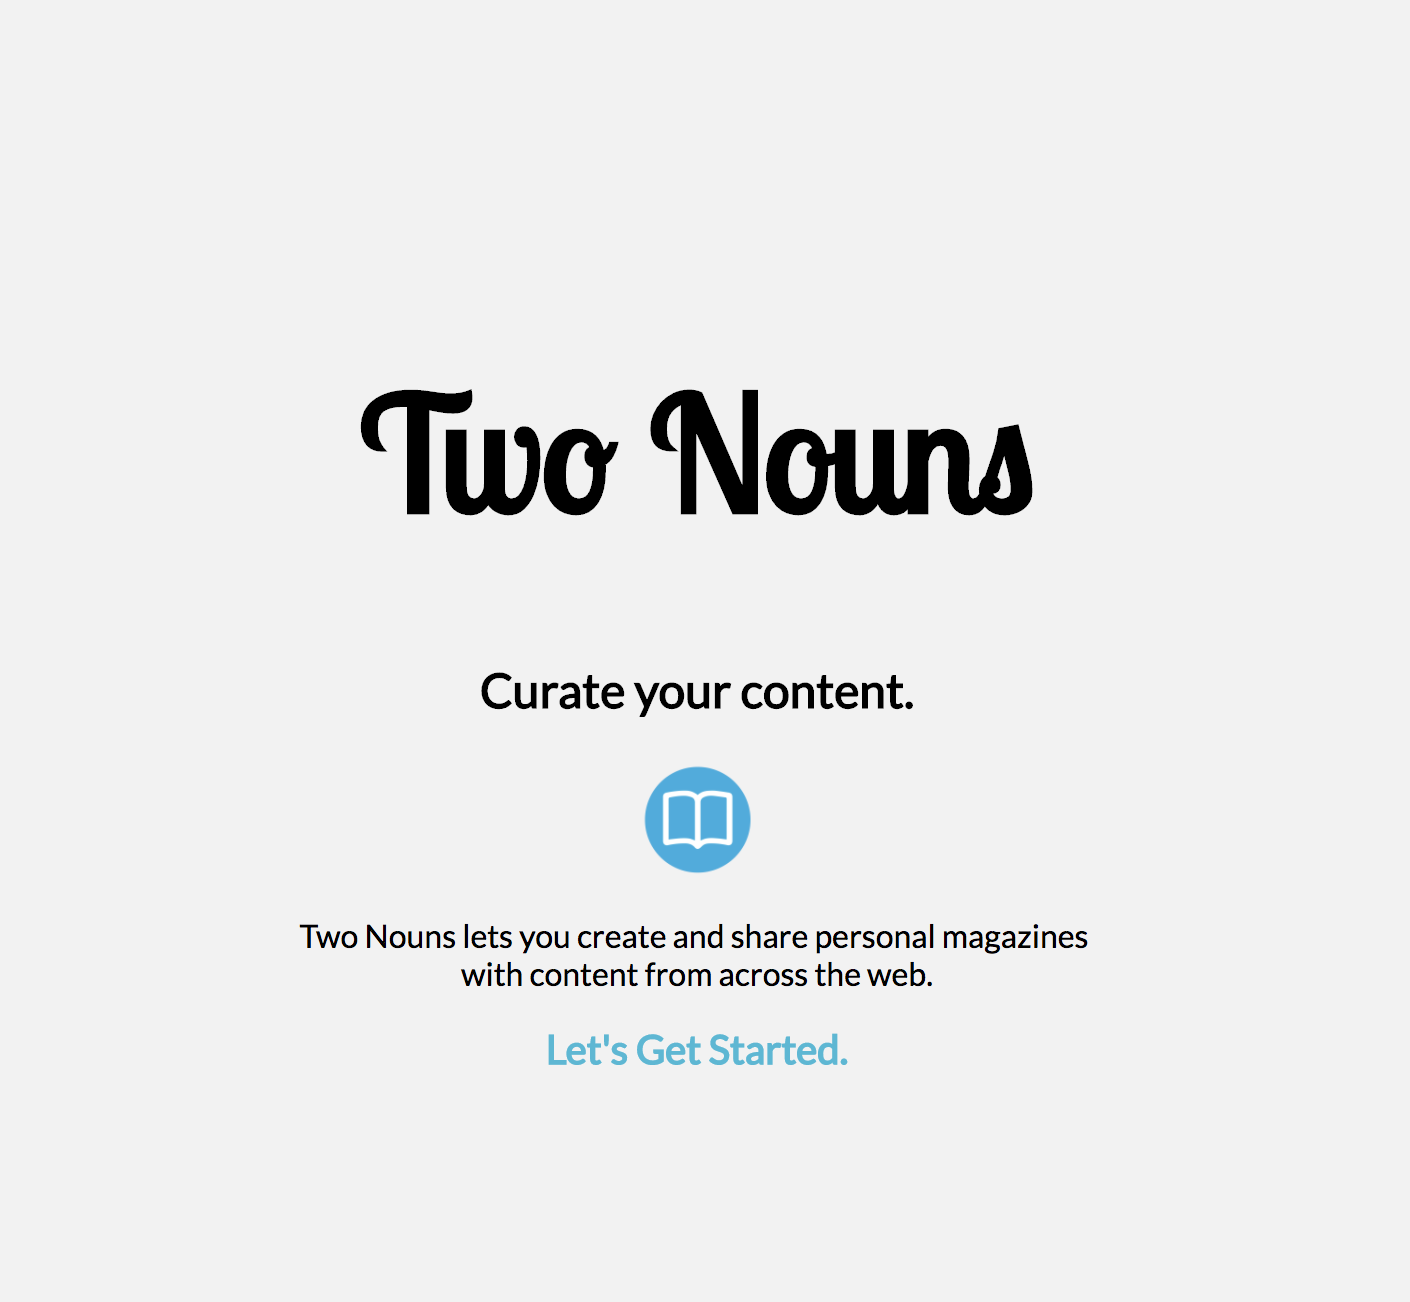 Two Nouns
Curate your content.
Two Nouns lets you create and share personal magazines
with content from across the web.
Let's Get Started.